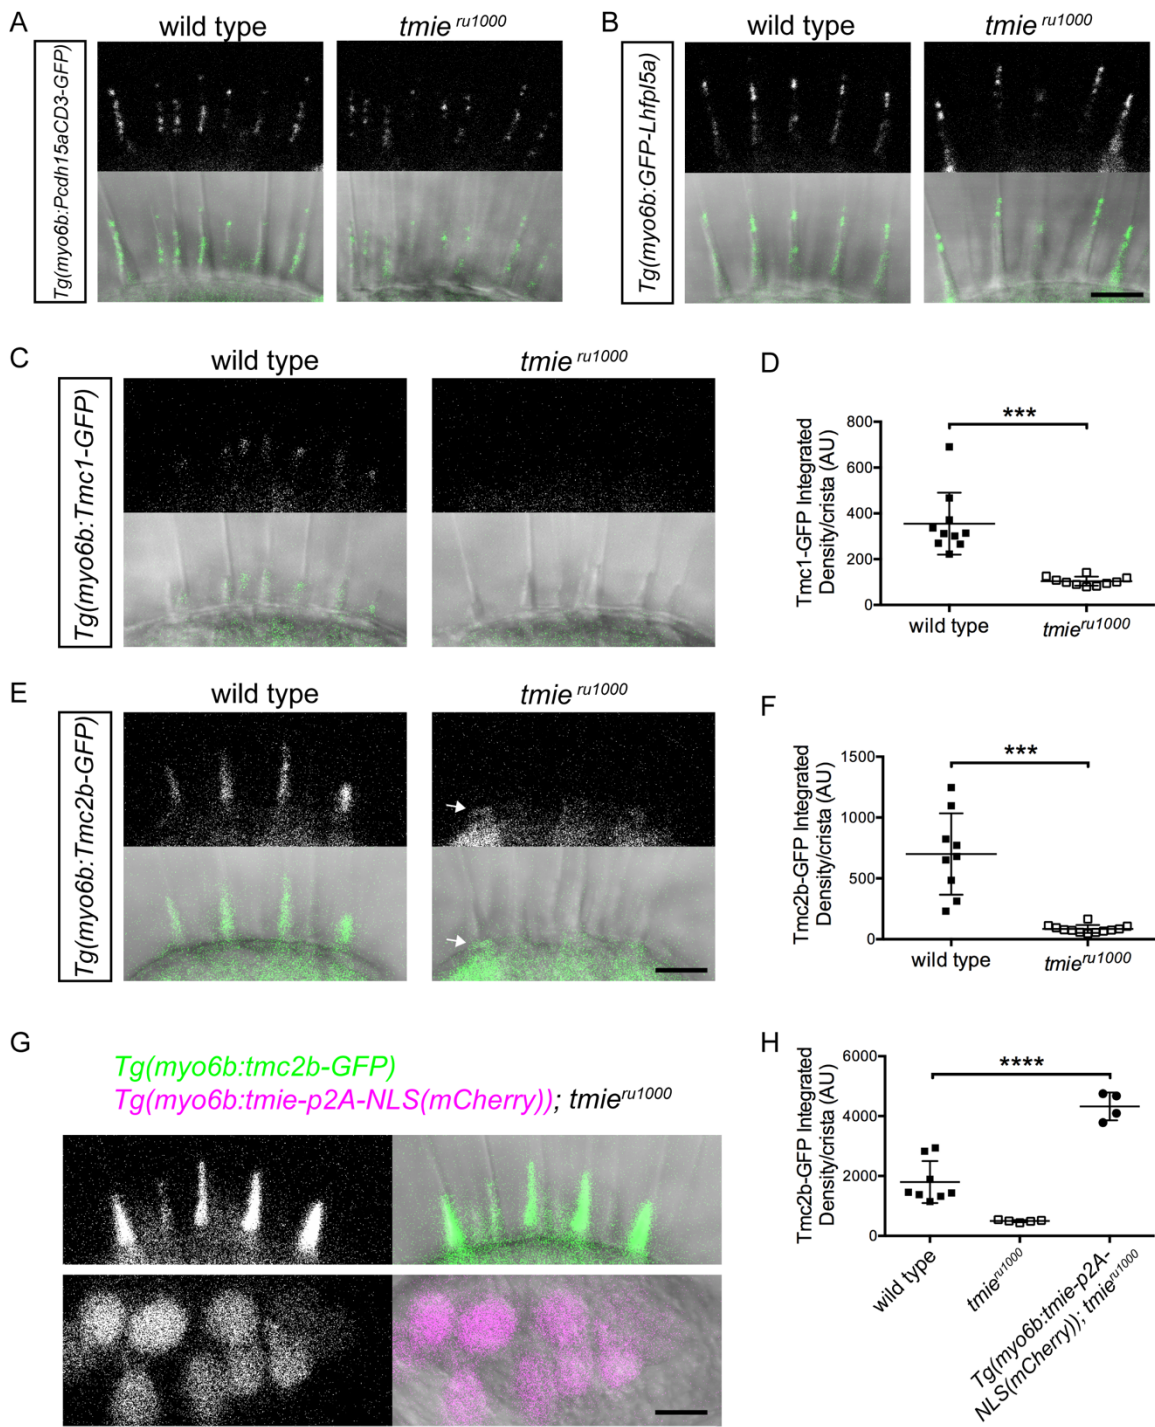 A
wild type
tmie ru1000
Tg(myo6b:Pcdh15aCD3-GFP)
B
wild type
tmie ru1000
Tg(myo6b:GFP-Lhfpl5a)
C
wild type
tmie ru1000
Tg(myo6b:Tmc1-GFP)
D
Tmc1-GFP Integrated
Density/crista (AU)
800
600
400
200
0
***
wild type
tmie ru1000
E
wild type
tmie ru1000
Tg(myo6b:Tmc2b-GFP)
F
Tmc2b-GFP Integrated
Density/crista (AU)
1500
1000
500
0
***
wild type
tmie ru1000
G
Tg(myo6b:tmc2b-GFP)
Tg(myo6b:tmie-p2A-NLS(mCherry)); tmie ru1000
H
Tmc2b-GFP Integrated
Density/crista (AU)
6000
4000
2000
0
****
wild type
tmie ru1000
Tg(myo6b:tmie-p2A-
NLS(mCherry)); tmie ru1000